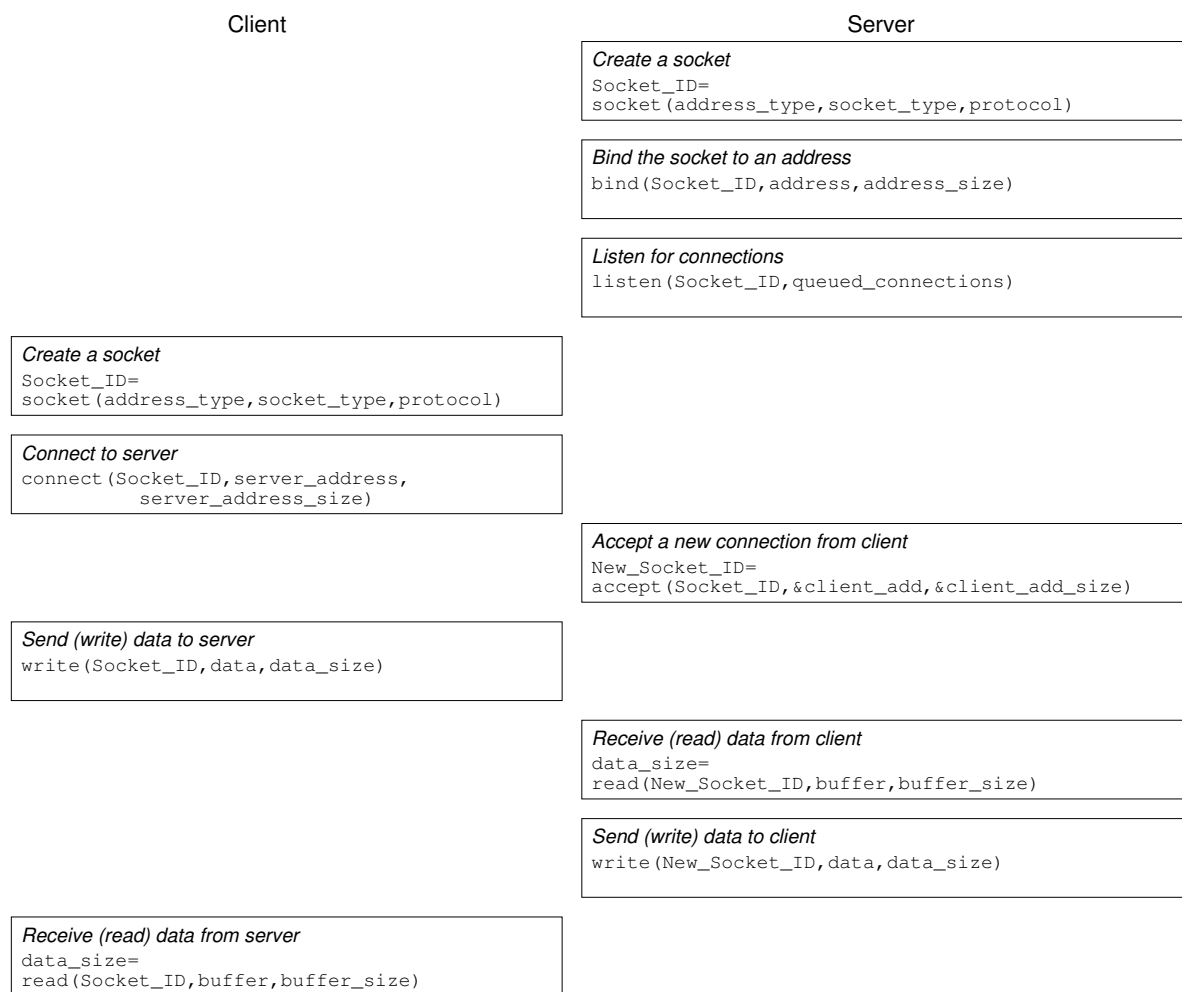 Client
Server
Create a socket
Socket_ID=
socket(address_type,socket_type,protocol)
Bind the socket to an address
bind(Socket_ID,address,address_size)
Listen for connections
listen(Socket_ID,queued_connections)
Create a socket
Socket_ID=
socket(address_type,socket_type,protocol)
Connect to server
connect(Socket_ID,server_address,
server_address_size)
Accept a new connection from client
New_Socket_ID=
accept(Socket_ID,&client_add,&client_add_size)
Send (write) data to server
write(Socket_ID,data,data_size)
Receive (read) data from client
data_size=
read(New_Socket_ID,buffer,buffer_size)
Send (write) data to client
write(New_Socket_ID,data,data_size)
Receive (read) data from server
data_size=
read(Socket_ID,buffer,buffer_size)